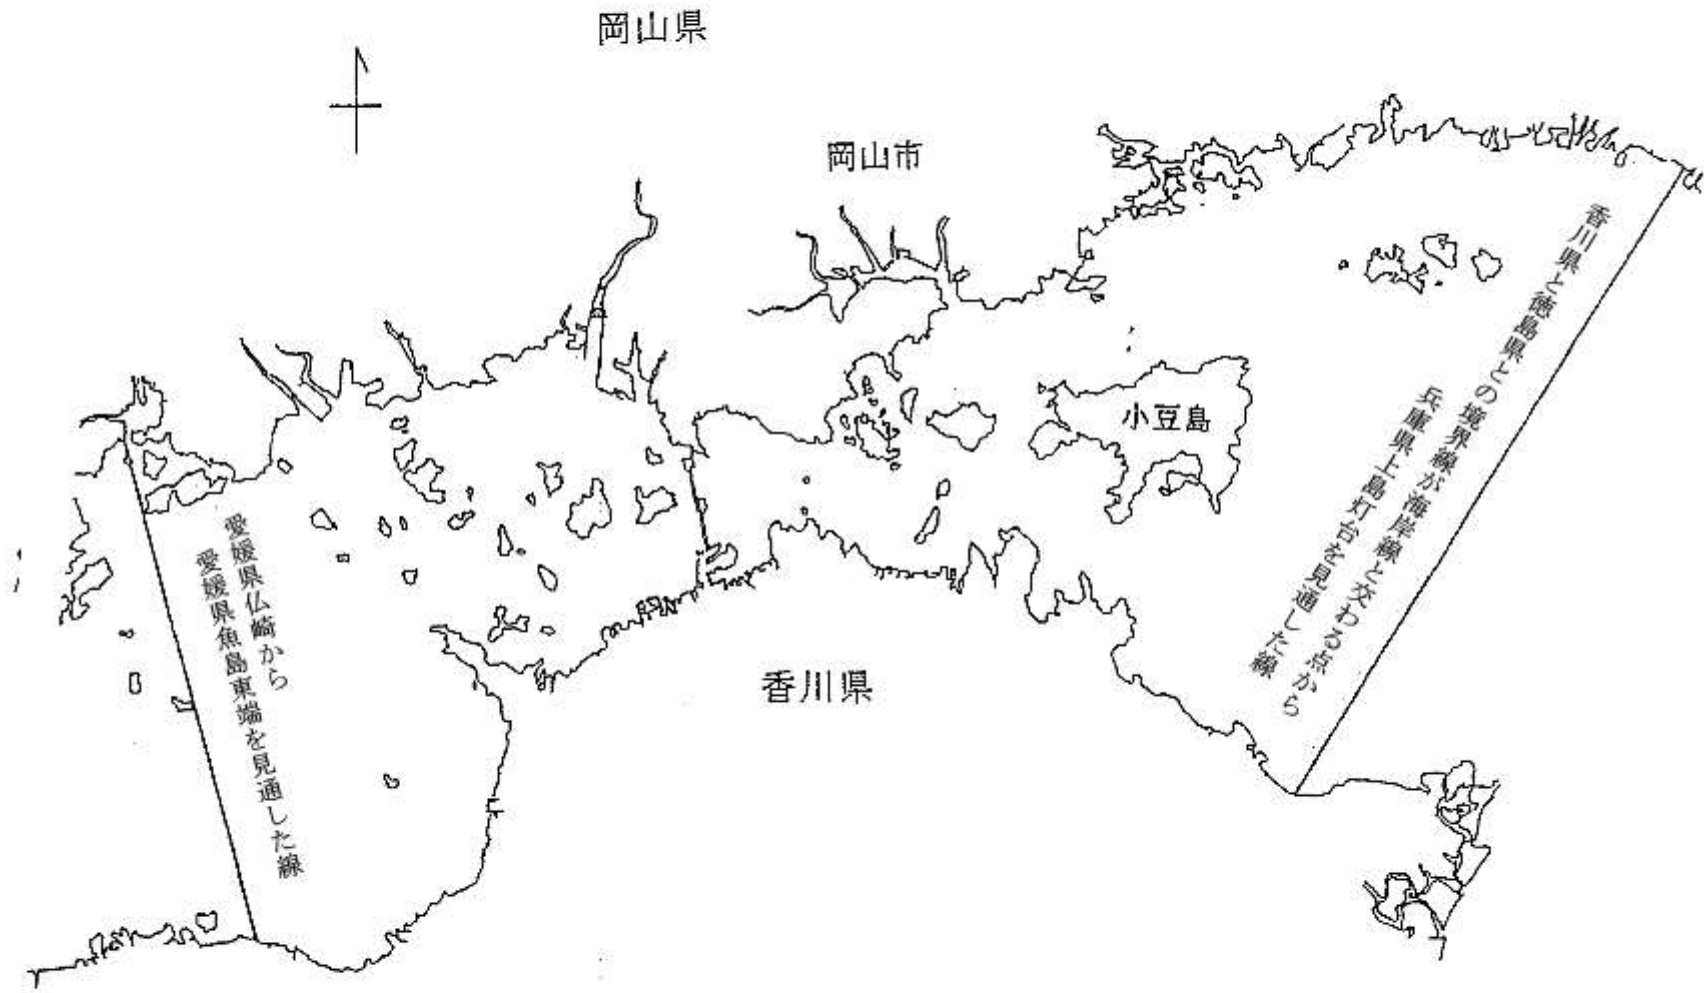 岡山県
岡山市
小豆島
香川県
香川県と徳島県との境界線が海岸線と交わる点から
兵庫県上島灯台を見通した線
愛媛県仏崎から
愛媛県魚島東端を見通した線